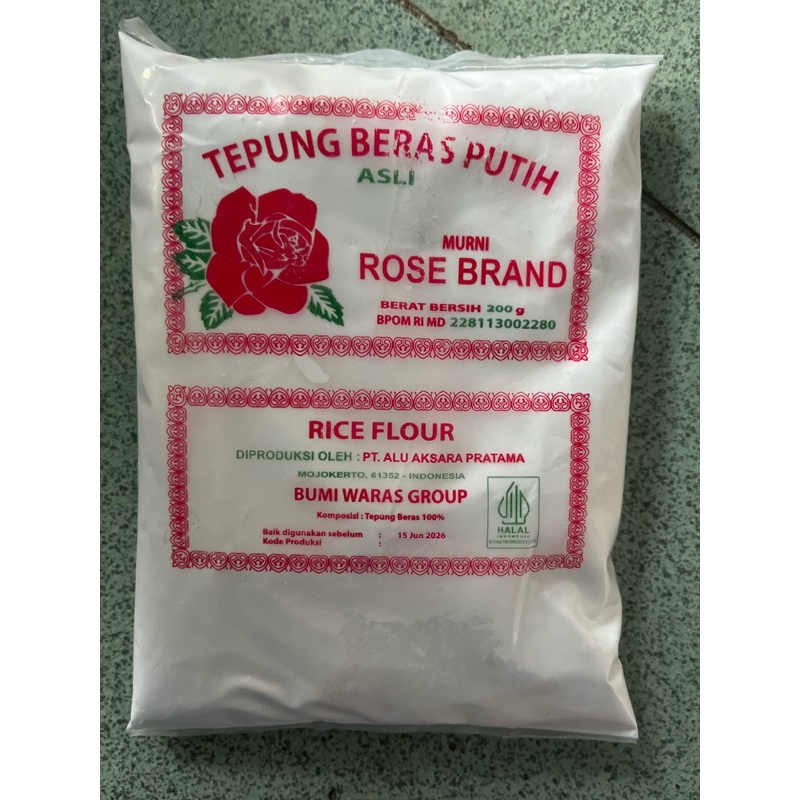 TEPUNG BERAS PUTIH
ASLI
MURNI
ROSE BRAND
BERAT BERSIH 200 g
BPOM RI MD 228113002280
RICE FLOUR
DIPRODUKSI OLEH : PT. ALU AKSARA PRATAMA
MOJOKERTO, 61352 - INDONESIA
BUMI WARAS GROUP
Komposisi : Tepung Beras 100%
Baik digunakan sebelum : 15 Jun 2026
Kode Produksi :
HALAL
INDONESIA